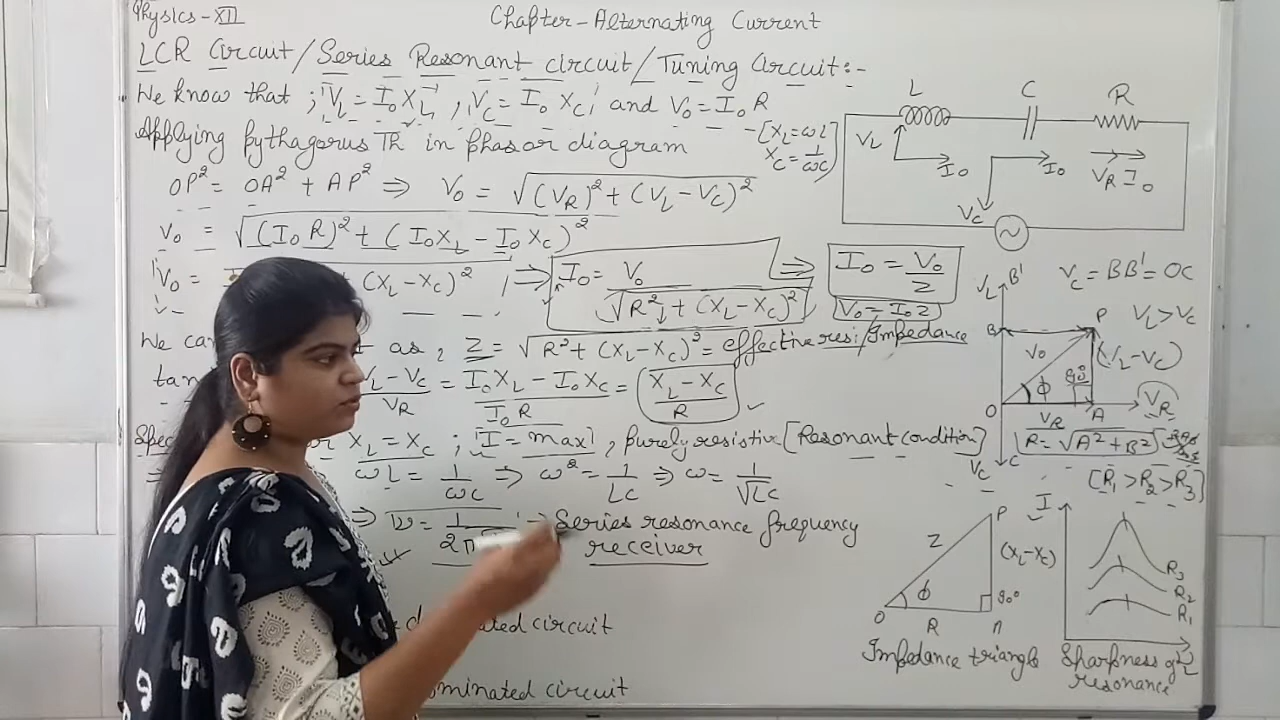 Physics-XII
Chapter-Alternating Current
LCR Circuit/Series Resonant circuit/Tuning Circuit:-
We know that ; V_L = I_0 X_L , V_C = I_0 X_C and V_0 = I_0 R
-[X_L = ωL
X_C = 1/ωC]
Applying pythagorus Th in phasor diagram
OP² = OA² + AP² ⇒ V_0 = √(V_R)² + (V_L - V_C)²
V_0 = √(I_0 R)² + (I_0 X_L - I_0 X_C)²
V_0 = + (X_L - X_C)² ⇒ I_0 = V_0/√R² + (X_L - X_C)² ⇒ I_0 = V_0/Z
V_0 = I_0 Z
We as , Z = √R² + (X_L - X_C)² = effective resi/Impedance
tan V_L - V_C/V_R = I_0 X_L - I_0 X_C/I_0 R = X_L - X_C/R
X_L = X_C ; I = max , purely resistive [Resonant condition]
ωL = 1/ωC ⇒ ω² = 1/LC ⇒ ω = 1/√LC
⇒ ν = 1/2π → Series resonance frequency
receiver
circuit
circuit
L C R
V_L I_0
V_C I_0
V_R I_0
V_L B' V_C = BB' = OC
B P V_L > V_C
V_0 (V_L - V_C)
φ 90°
O V_R A V_R
V_C C R = √A² + B²
[R_1 > R_2 > R_3]
P
Z (X_L - X_C)
φ 90°
O R n
Impedance triangle
I
R_3
R_2
R_1
Sharpness of
resonance